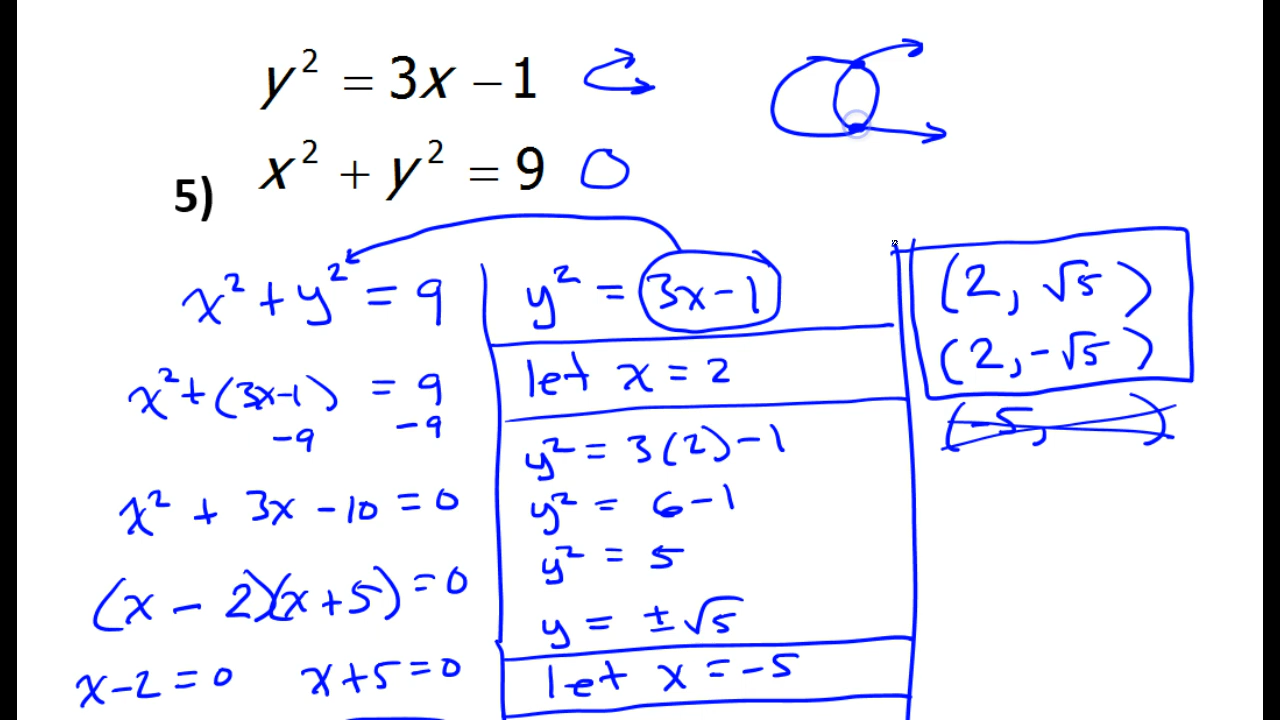 y² = 3x − 1
5) x² + y² = 9
x² + y² = 9
x² + (3x-1) = 9
-9 -9
x² + 3x - 10 = 0
(x - 2)(x + 5) = 0
x - 2 = 0 x + 5 = 0
y² = 3x - 1
let x = 2
y² = 3(2) - 1
y² = 6 - 1
y² = 5
y = ± √5
let x = -5
(2, √5)
(2, -√5)
(-5, )